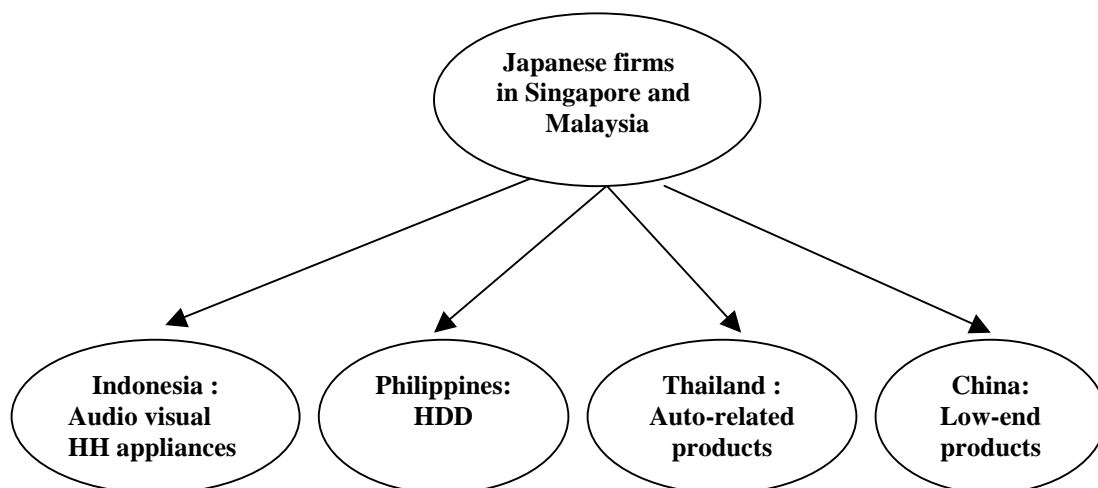 Japanese firms
in Singapore and
Malaysia
Indonesia :
Audio visual
HH appliances
Philippines:
HDD
Thailand :
Auto-related
products
China:
Low-end
products